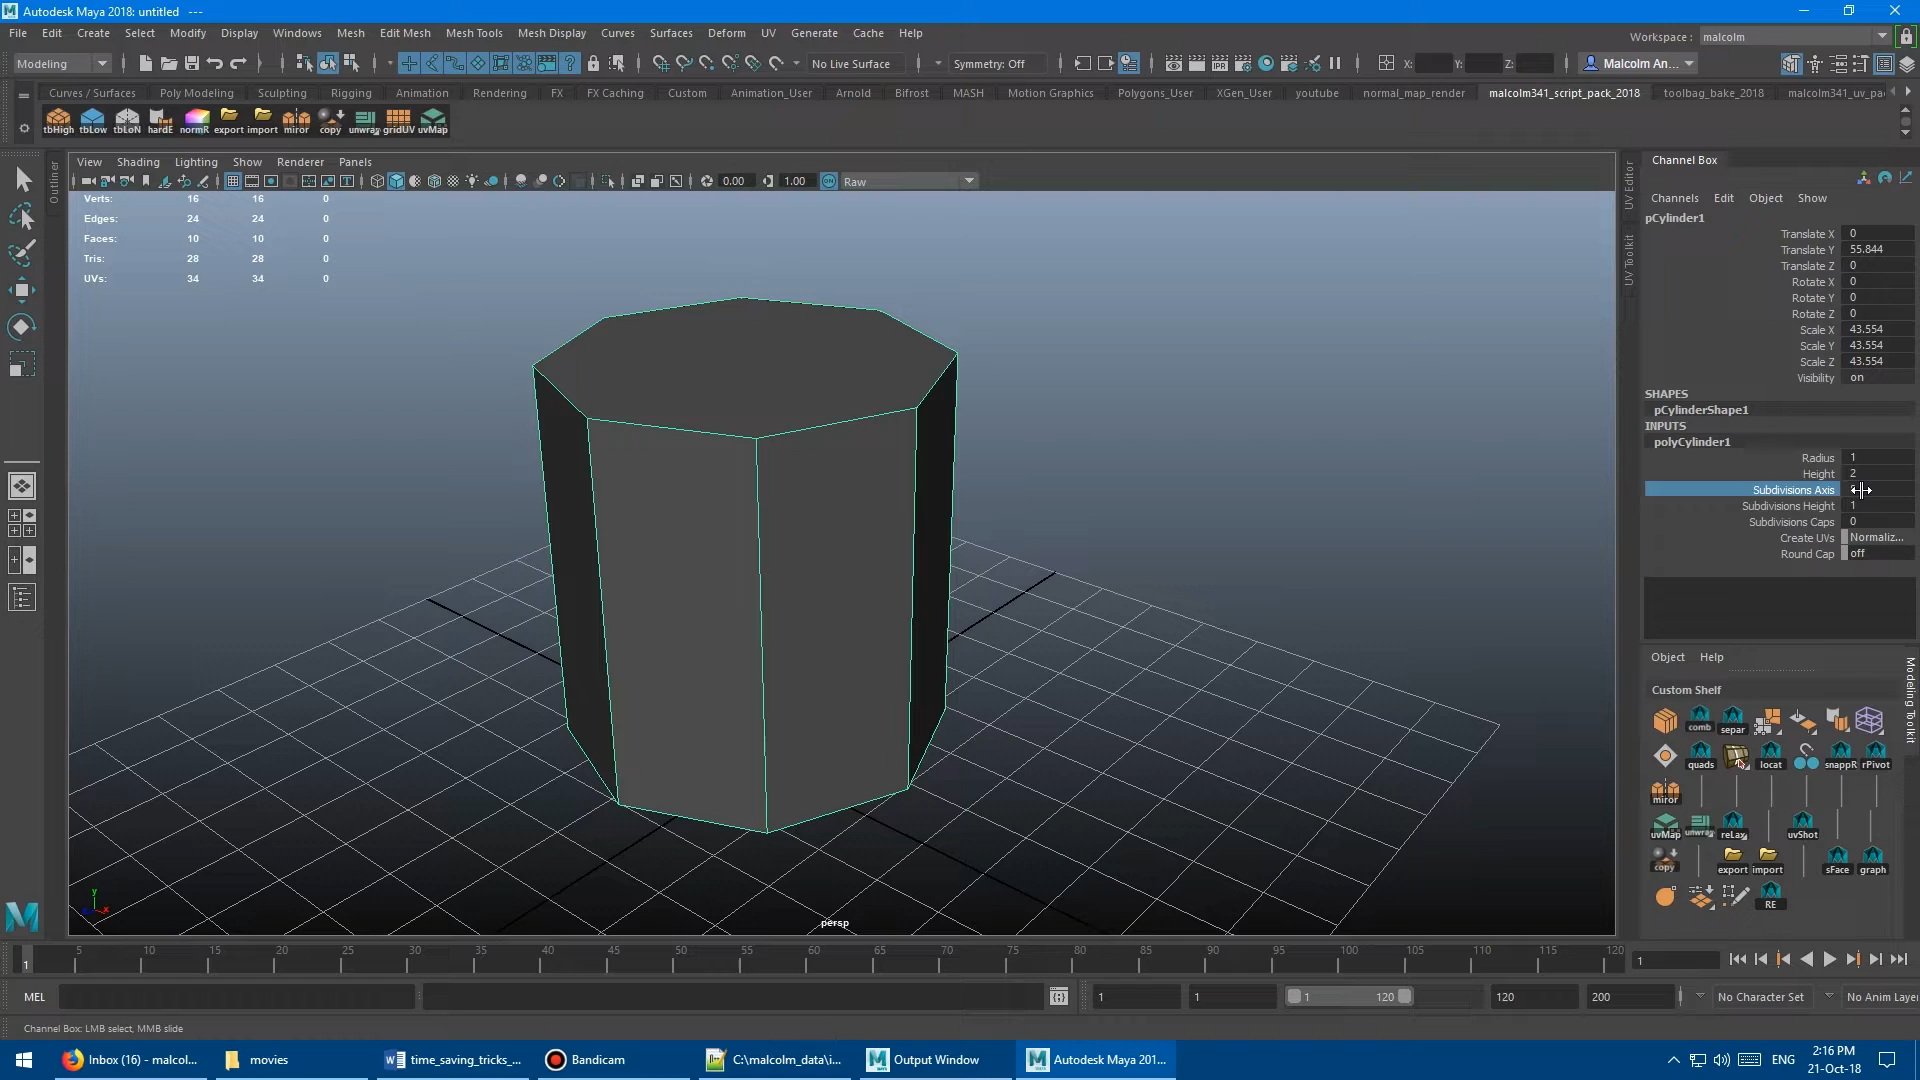 Autodesk Maya 2018: untitled ---
File Edit Create Select Modify Display Windows Mesh Edit Mesh Mesh Tools Mesh Display Curves Surfaces Deform UV Generate Cache Help
Workspace : malcolm
Modeling No Live Surface Symmetry: Off X: Y: Z: Malcolm An...
Curves / Surfaces Poly Modeling Sculpting Rigging Animation Rendering FX FX Caching Custom Animation_User Arnold Bifrost MASH Motion Graphics Polygons_User XGen_User youtube normal_map_render malcolm341_script_pack_2018 toolbag_bake_2018 malcolm341_uv_pa
tbHigh tbLow tbLoN hardE normR export import miror copy unwra gridUV uvMap
View Shading Lighting Show Renderer Panels
0.00 1.00 ON Raw
Outliner
Verts: 16 16 0
Edges: 24 24 0
Faces: 10 10 0
Tris: 28 28 0
UVs: 34 34 0
persp
y
x
UV Editor
UV Toolkit
Channel Box
Channels Edit Object Show
pCylinder1
Translate X 0
Translate Y 55.844
Translate Z 0
Rotate X 0
Rotate Y 0
Rotate Z 0
Scale X 43.554
Scale Y 43.554
Scale Z 43.554
Visibility on
SHAPES
pCylinderShape1
INPUTS
polyCylinder1
Radius 1
Height 2
Subdivisions Axis
Subdivisions Height 1
Subdivisions Caps 0
Create UVs Normaliz...
Round Cap off
Object Help
Modeling Toolkit
Custom Shelf
comb separ
quads locat snappR rPivot
miror
uvMap unwra reLax uvShot
copy export import sFace graph
RE
1 5 10 15 20 25 30 35 40 45 50 55 60 65 70 75 80 85 90 95 100 105 110 115 120 1
MEL 1 1 1 120 120 200 No Character Set No Anim Layer
Channel Box: LMB select, MMB slide
Inbox (16) - malcol... movies time_saving_tricks_... Bandicam C:\malcolm_data\i... Output Window Autodesk Maya 201... ENG 2:16 PM
21-Oct-18